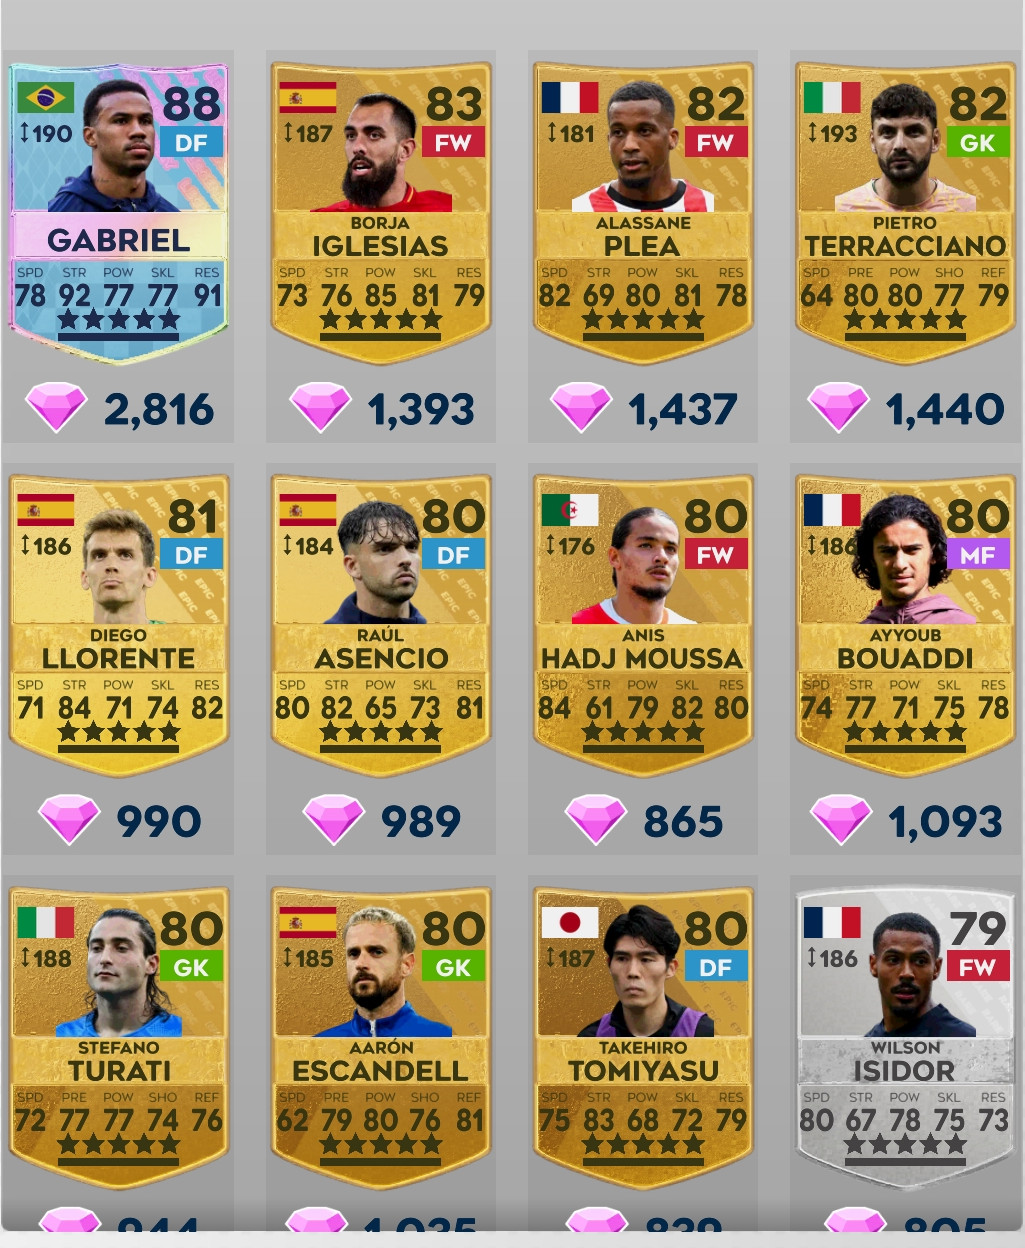 88
190
DF
GABRIEL
SPD STR POW SKL RES
78 92 77 77 91
2,816
83
187
FW
BORJA
IGLESIAS
SPD STR POW SKL RES
73 76 85 81 79
1,393
82
181
FW
ALASSANE
PLEA
SPD STR POW SKL RES
82 69 80 81 78
1,437
82
193
GK
PIETRO
TERRACCIANO
SPD PRE POW SHO REF
64 80 80 77 79
1,440
81
186
DF
DIEGO
LLORENTE
SPD STR POW SKL RES
71 84 71 74 82
990
80
184
DF
RAÚL
ASENCIO
SPD STR POW SKL RES
80 82 65 73 81
989
80
176
FW
ANIS
HADJ MOUSSA
SPD STR POW SKL RES
84 61 79 82 80
865
80
186
MF
AYYOUB
BOUADDI
SPD STR POW SKL RES
74 77 71 75 78
1,093
80
188
GK
STEFANO
TURATI
SPD PRE POW SHO REF
72 77 77 74 76
80
185
GK
AARÓN
ESCANDELL
SPD PRE POW SHO REF
62 79 80 76 81
80
187
DF
TAKEHIRO
TOMIYASU
SPD STR POW SKL RES
75 83 68 72 79
79
186
FW
WILSON
ISIDOR
SPD STR POW SKL RES
80 67 78 75 73